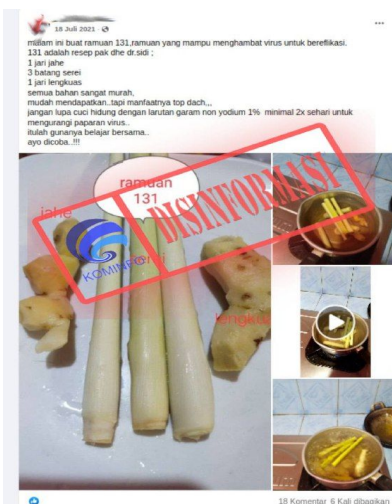 18 Juli 2021
malam ini buat ramuan 131,ramuan yang mampu menghambat virus untuk bereflikasi.
131 adalah resep pak dhe dr.sidi ;
1 jari jahe
3 batang serei
1 jari lengkuas
semua bahan sangat murah,
mudah mendapatkan..tapi manfaatnya top dach,,,
jangan lupa cuci hidung dengan larutan garam non yodium 1% minimal 2x sehari untuk
mengurangi paparan virus..
itulah gunanya belajar bersama..
ayo dicoba..!!!
ramuan
131
jahe
KOMINFO
DISINFORMASI
18 Komentar 6 Kali dibagikan